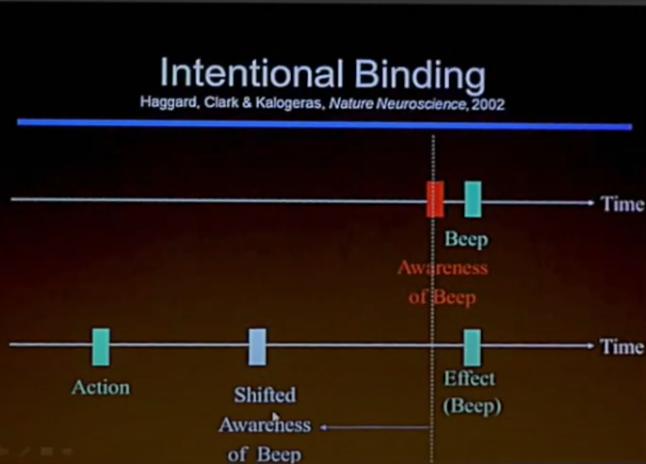 Intentional Binding
Haggard, Clark & Kalogeras, Nature Neuroscience, 2002
Time
Beep
Awareness
of Beep
Time
Action
Shifted
Awareness
of Beep
Effect
(Beep)